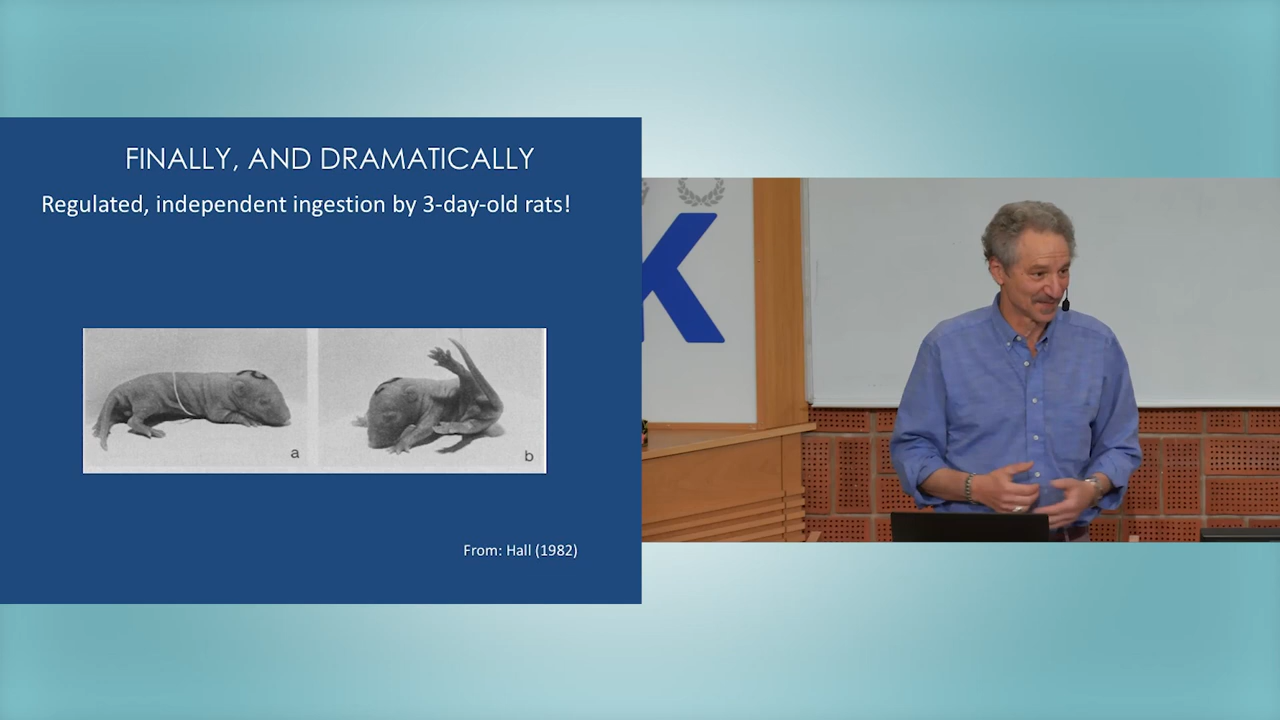 FINALLY, AND DRAMATICALLY
Regulated, independent ingestion by 3-day-old rats!
a
b
From: Hall (1982)
K